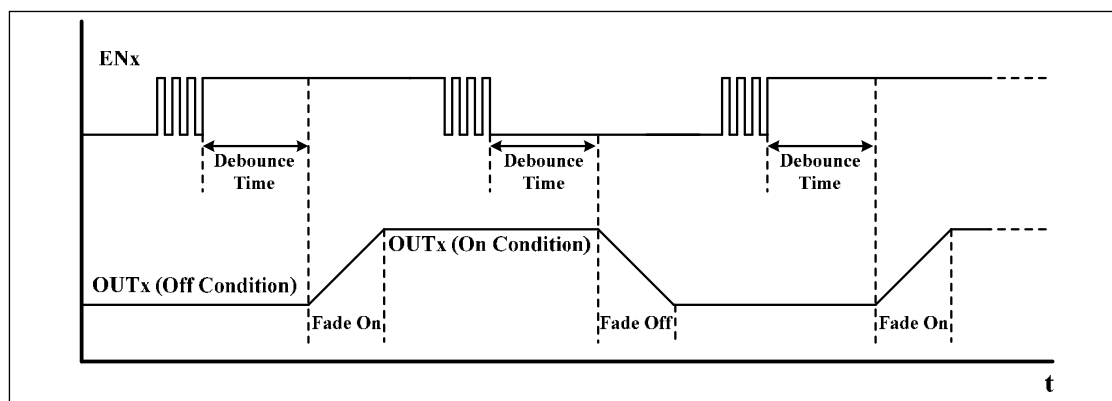 ENx
Debounce
Time
Debounce
Time
Debounce
Time
OUTx (On Condition)
OUTx (Off Condition)
Fade On
Fade Off
Fade On
t